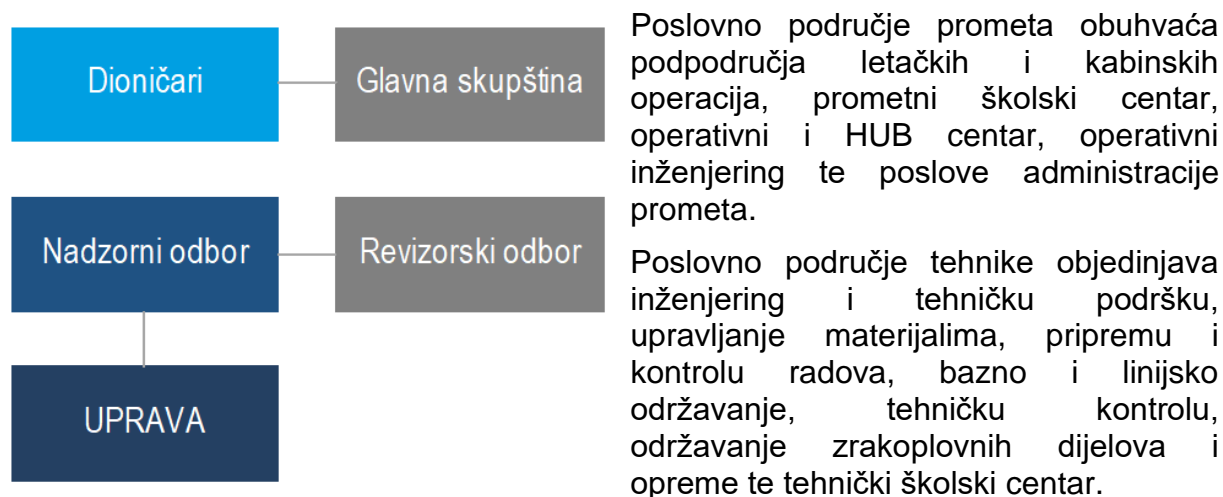 Dioničari
Glavna skupština
Nadzorni odbor
Revizorski odbor
UPRAVA
Poslovno područje prometa obuhvaća
podpodručja letačkih i kabinskih
operacija, prometni školski centar,
operativni i HUB centar, operativni
inženjering te poslove administracije
prometa.
Poslovno područje tehnike objedinjava
inženjering i tehničku podršku,
upravljanje materijalima, pripremu i
kontrolu radova, bazno i linijsko
održavanje, tehničku kontrolu,
održavanje zrakoplovnih dijelova i
opreme te tehnički školski centar.